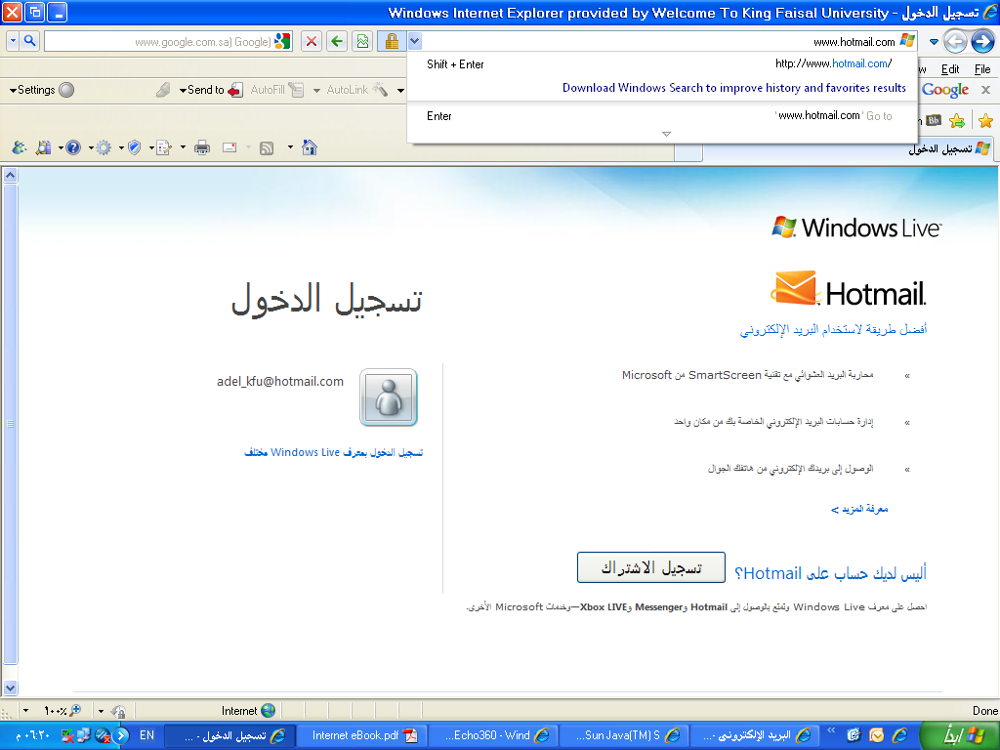 تسجيل الدخول - Windows Internet Explorer provided by Welcome To King Faisal University
www.hotmail.com
www.google.com.sa) Google)
http://www.hotmail.com/ Shift + Enter
Download Windows Search to improve history and favorites results
'www.hotmail.com' Go to Enter
File Edit
Google
AutoLink AutoFill Send to Settings
Bb
تسجيل الدخول
Windows Live™
Hotmail.
أفضل طريقة لاستخدام البريد الإلكتروني
« محاربة البريد العشوائي مع تقنية SmartScreen من Microsoft
« إدارة حسابات البريد الإلكتروني الخاصة بك من مكان واحد
« الوصول إلى بريدك الإلكتروني من هاتفك الجوال
معرفة المزيد >
أليس لديك حساب على Hotmail؟
تسجيل الاشتراك
احصل على معرف Windows Live وتمتع بالوصول إلى Hotmail وMessenger وXbox LIVE—وخدمات Microsoft الأخرى.
تسجيل الدخول
adel_kfu@hotmail.com
تسجيل الدخول بمعرف Windows Live مختلف
Done
Internet
١٠٠%
ابدأ
البريد الإلكتروني - ...
Sun Java(TM) S...
Echo360 - Wind...
Internet eBook.pdf
تسجيل الدخول - ...
EN
٠٦:٢٠ م